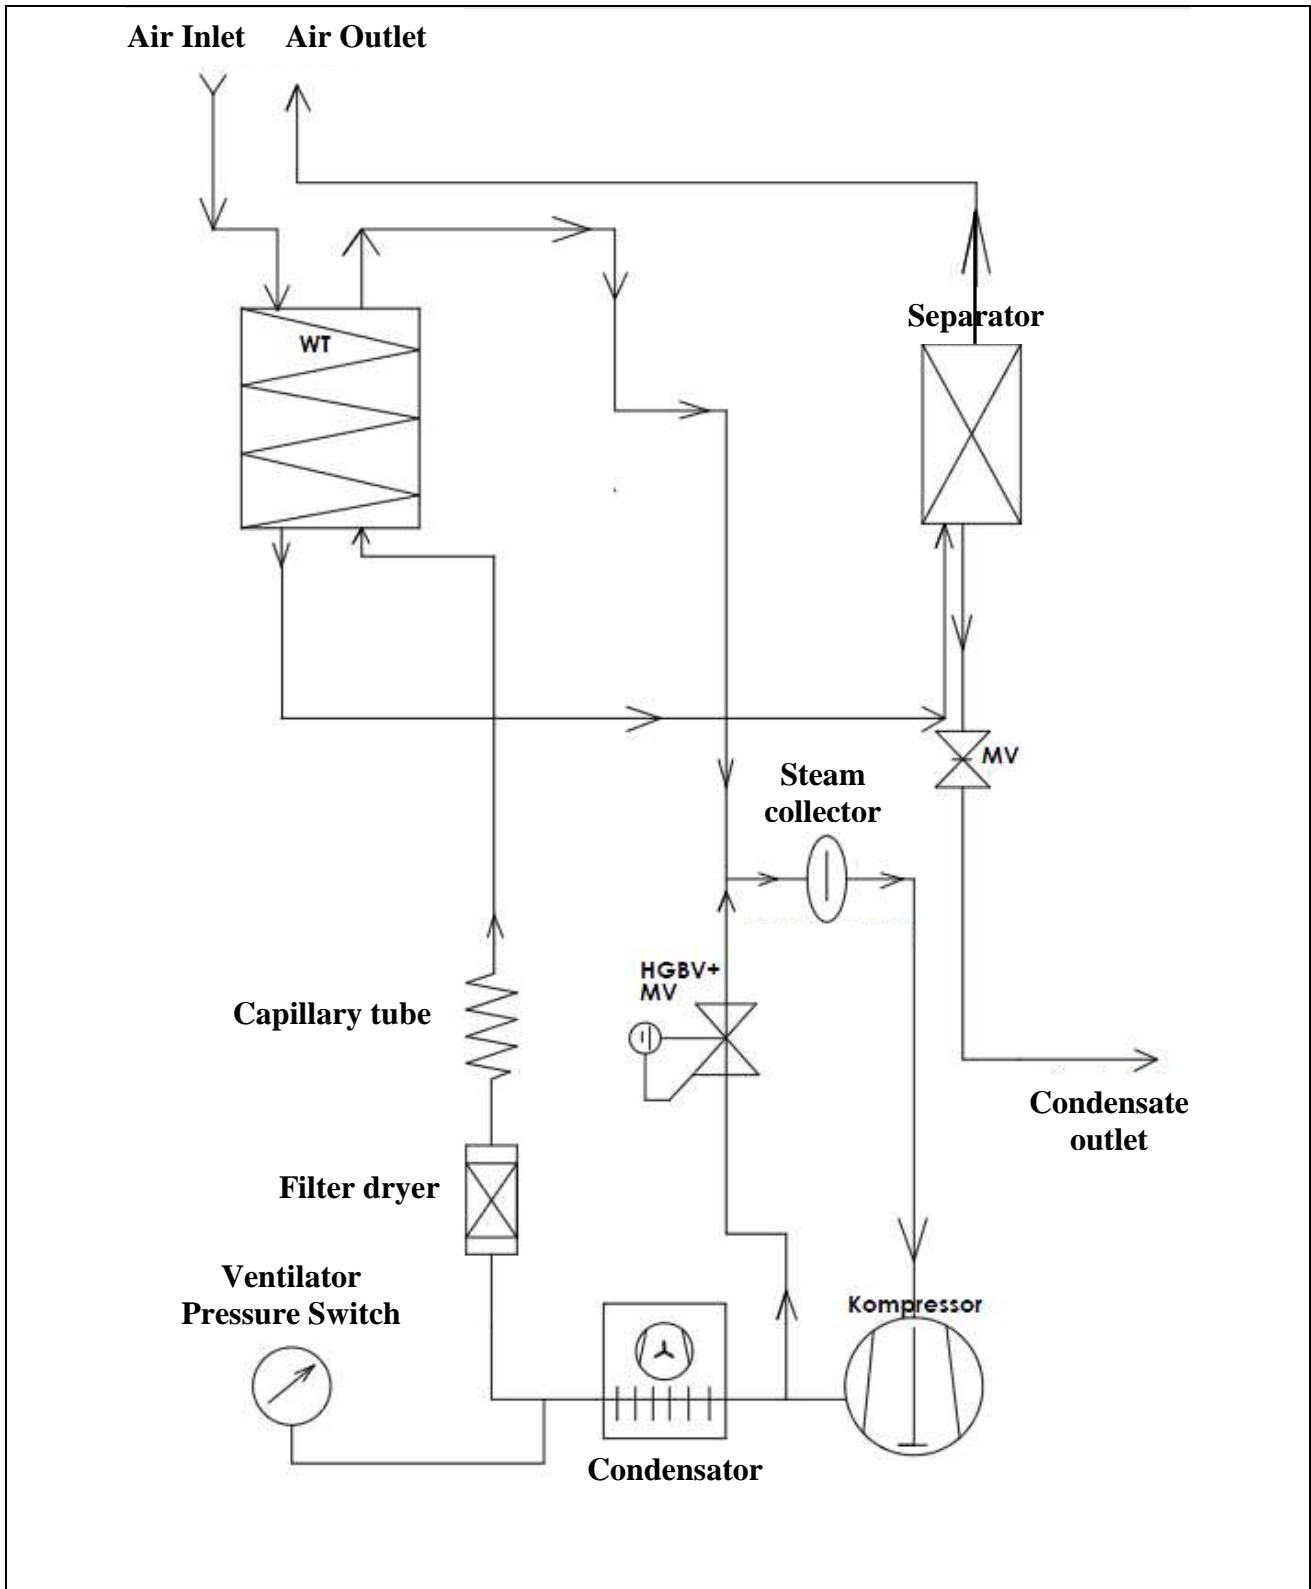 Air Inlet
Air Outlet
WT
Separator
MV
Steam
collector
HGBV+
MV
Capillary tube
Condensate
outlet
Filter dryer
Ventilator
Pressure Switch
Kompressor
Condensator